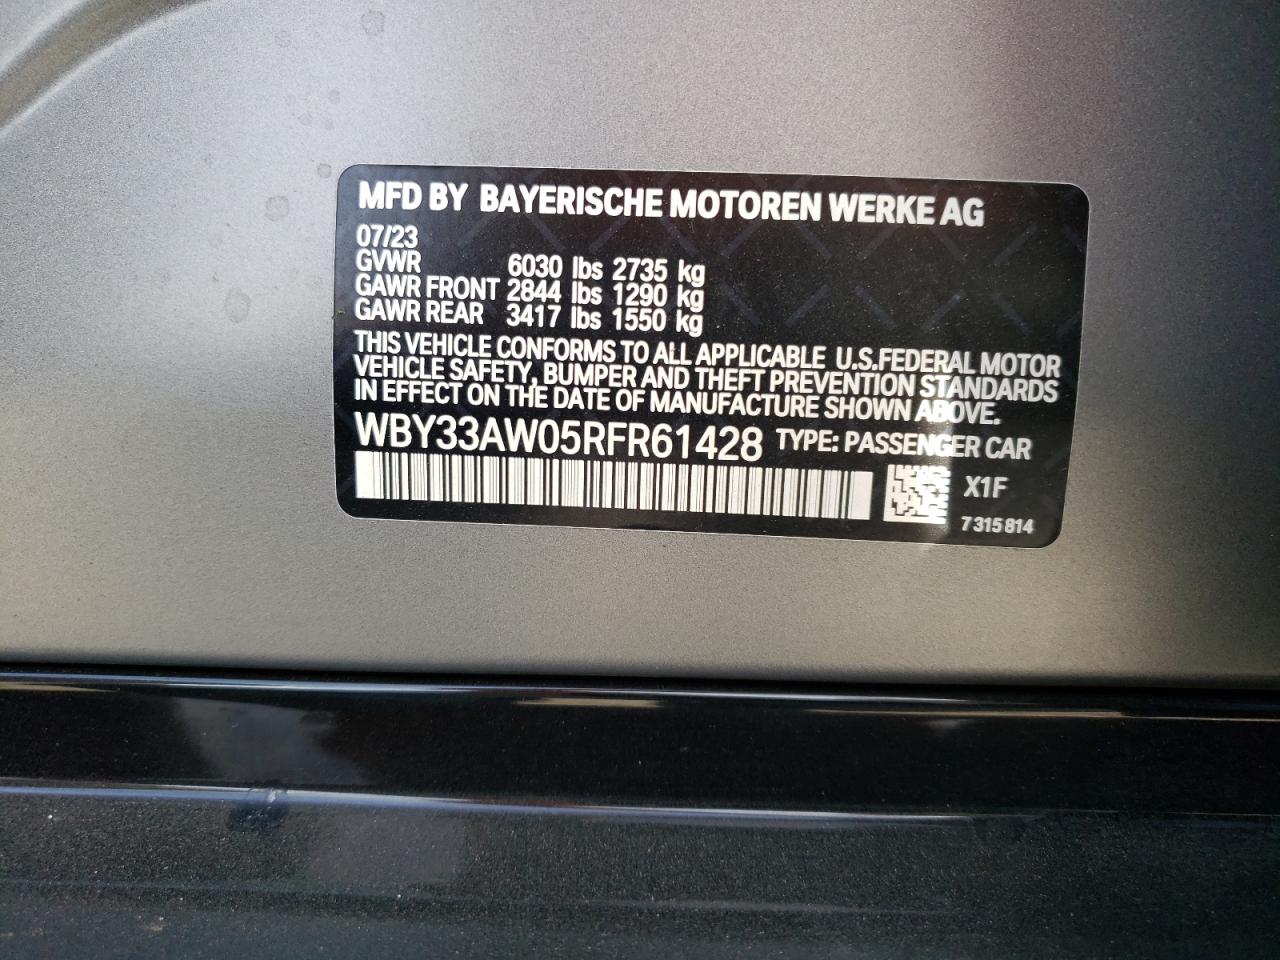 MFD BY BAYERISCHE MOTOREN WERKE AG
07/23
GVWR 6030 lbs 2735 kg
GAWR FRONT 2844 lbs 1290 kg
GAWR REAR 3417 lbs 1550 kg
THIS VEHICLE CONFORMS TO ALL APPLICABLE U.S.FEDERAL MOTOR
VEHICLE SAFETY, BUMPER AND THEFT PREVENTION STANDARDS
IN EFFECT ON THE DATE OF MANUFACTURE SHOWN ABOVE.
WBY33AW05RFR61428 TYPE: PASSENGER CAR
X1F
7 315 814